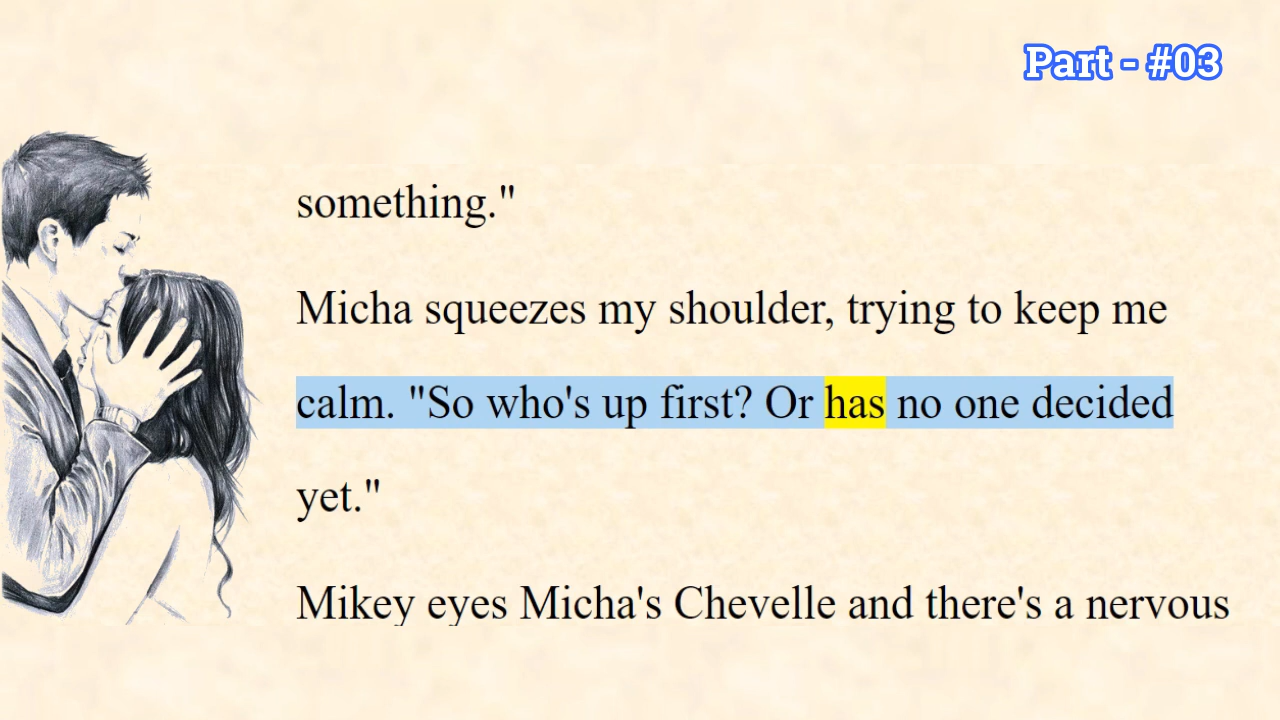 Part - #03
something."
Micha squeezes my shoulder, trying to keep me
calm. "So who's up first? Or has no one decided
yet."
Mikey eyes Micha's Chevelle and there's a nervous